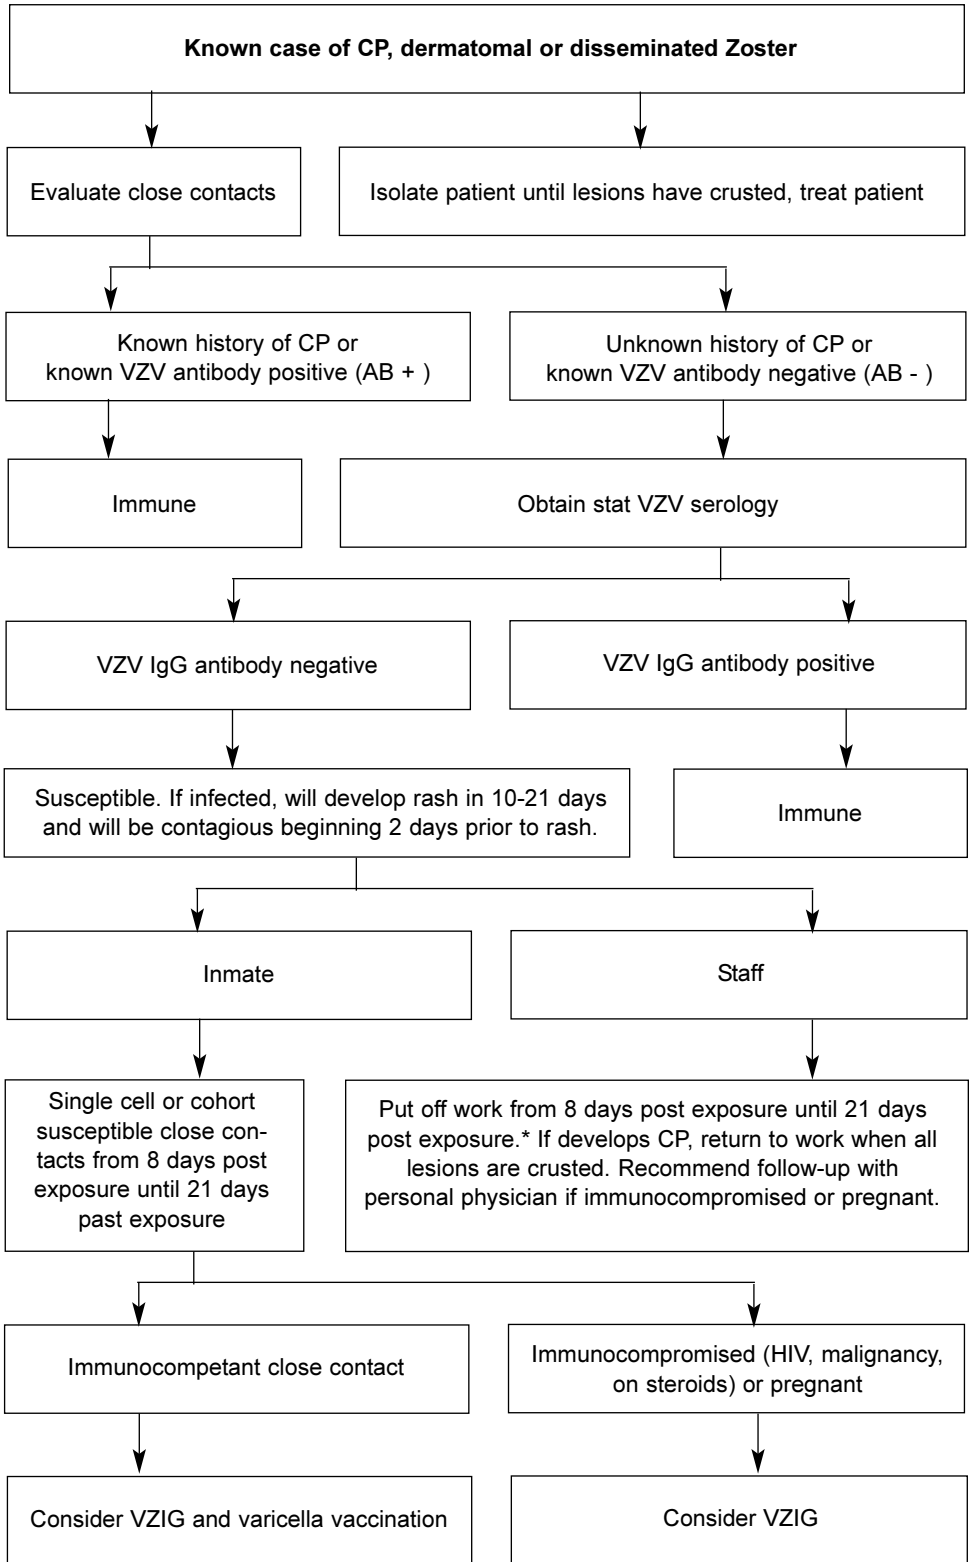 Known case of CP, dermatomal or disseminated Zoster
Evaluate close contacts
Isolate patient until lesions have crusted, treat patient
Known history of CP or
known VZV antibody positive (AB + )
Unknown history of CP or
known VZV antibody negative (AB - )
Immune
Obtain stat VZV serology
VZV IgG antibody negative
VZV IgG antibody positive
Susceptible. If infected, will develop rash in 10-21 days
and will be contagious beginning 2 days prior to rash.
Immune
Inmate
Staff
Single cell or cohort
susceptible close con-
tacts from 8 days post
exposure until 21 days
past exposure
Put off work from 8 days post exposure until 21 days
post exposure.* If develops CP, return to work when all
lesions are crusted. Recommend follow-up with
personal physician if immunocompromised or pregnant.
Immunocompetant close contact
Immunocompromised (HIV, malignancy,
on steroids) or pregnant
Consider VZIG and varicella vaccination
Consider VZIG